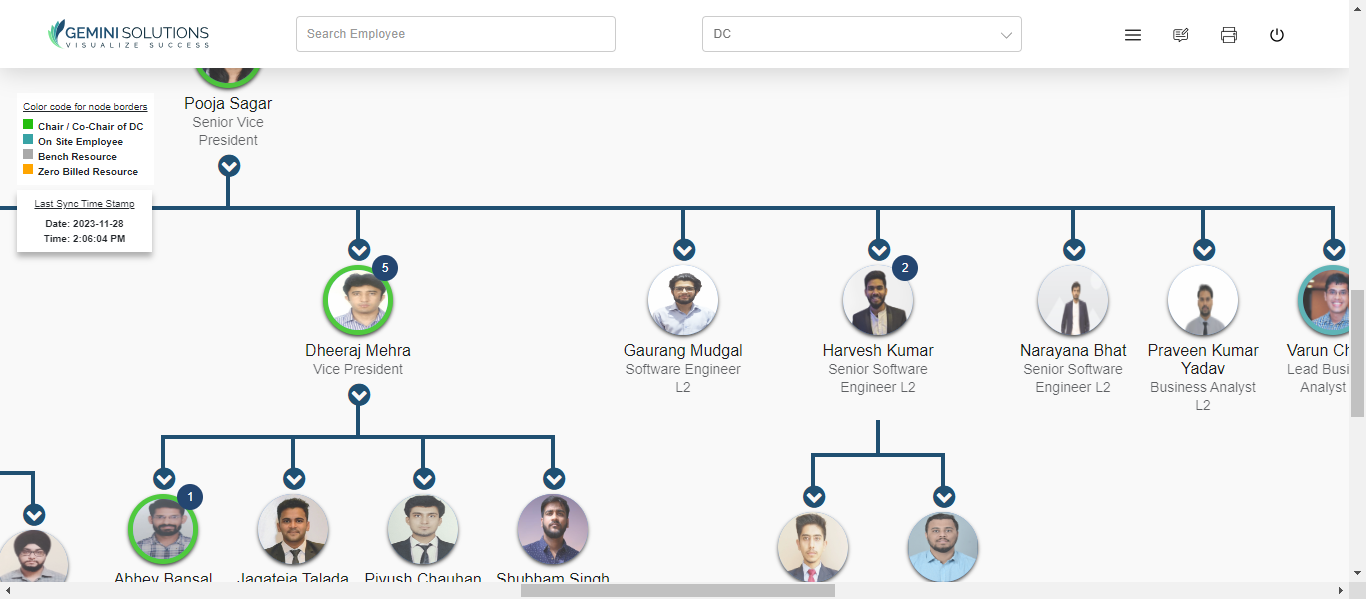 GEMINI SOLUTIONS
VISUALIZE SUCCESS
Search Employee
DC
Color code for node borders
Chair / Co-Chair of DC
On Site Employee
Bench Resource
Zero Billed Resource
Last Sync Time Stamp
Date: 2023-11-28
Time: 2:06:04 PM
Pooja Sagar
Senior Vice
President
5
Dheeraj Mehra
Vice President
Gaurang Mudgal
Software Engineer
L2
2
Harvesh Kumar
Senior Software
Engineer L2
Narayana Bhat
Senior Software
Engineer L2
Praveen Kumar
Yadav
Business Analyst
L2
Varun Ch
Lead Busi
Analyst
1
Abhey Bansal
Jagateja Talada
Piyush Chauhan
Shubham Singh